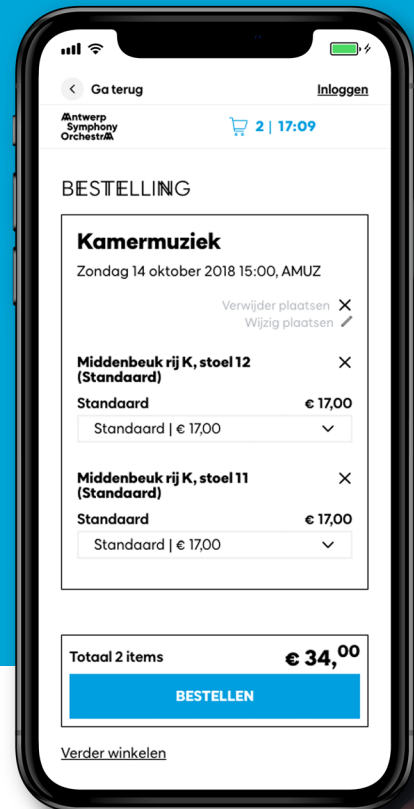 Ga terug
Inloggen
Antwerp
Symphony
Orchestra
2 | 17:09
BESTELLING
Kamermuziek
Zondag 14 oktober 2018 15:00, AMUZ
Verwijder plaatsen
Wijzig plaatsen
Middenbeuk rij K, stoel 12
(Standaard)
Standaard € 17,00
Standaard | € 17,00
Middenbeuk rij K, stoel 11
(Standaard)
Standaard € 17,00
Standaard | € 17,00
Totaal 2 items € 34,00
BESTELLEN
Verder winkelen